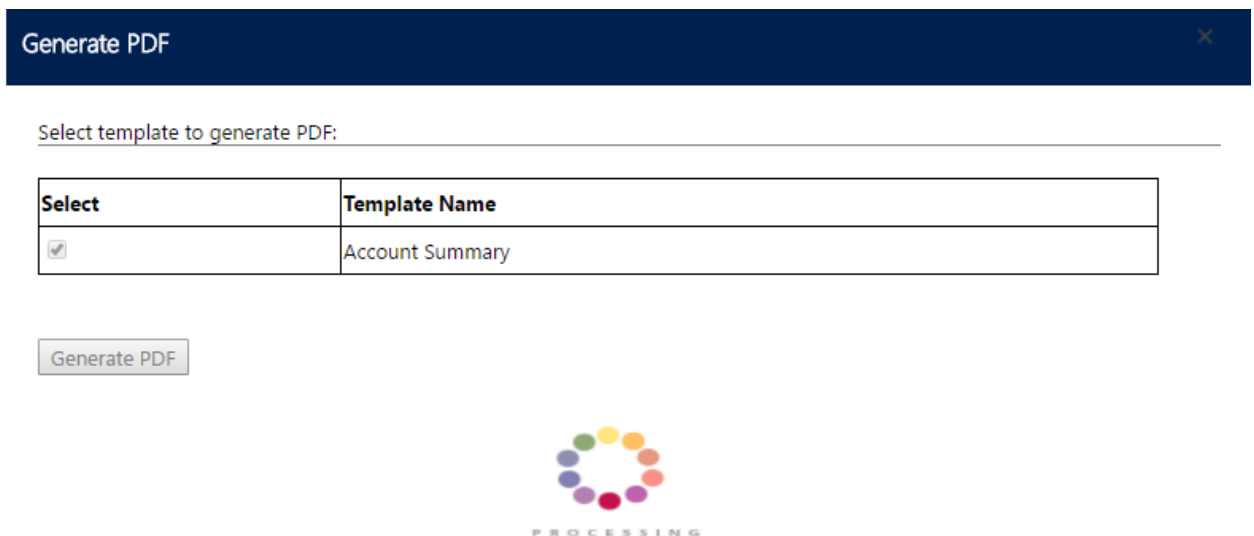 Generate PDF
Select template to generate PDF:
Select Template Name
Account Summary
Generate PDF
PROCESSING